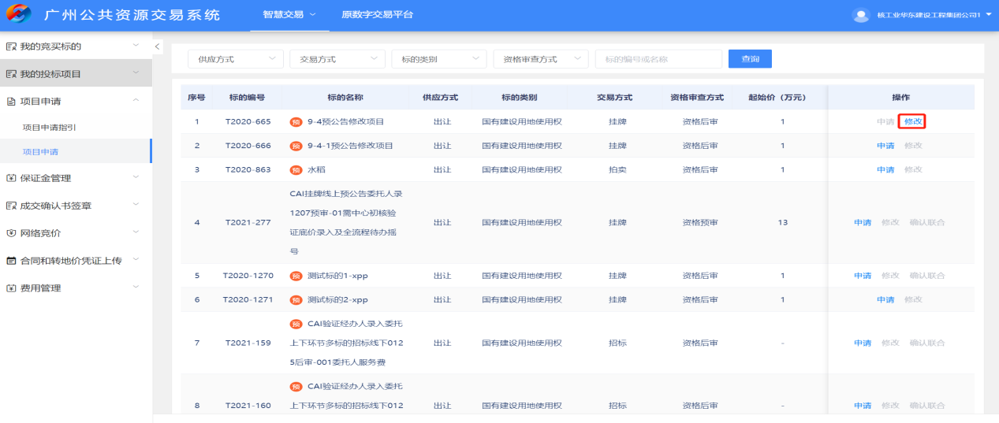 广州公共资源交易系统 智慧交易 原数字交易平台 核工业华东建设工程集团公司1
我的竞买标的
我的投标项目
项目申请
项目申请指引
项目申请
保证金管理
成交确认书签章
网络竞价
合同和转地价凭证上传
费用管理
供应方式 交易方式 标的类别 资格审查方式 标的编号或名称 查询
序号 标的编号 标的名称 供应方式 标的类别 交易方式 资格审查方式 起始价（万元） 操作
1 T2020-665 预 9-4预公告修改项目 出让 国有建设用地使用权 挂牌 资格后审 1 申请 修改
2 T2020-666 预 9-4-1预公告修改项目 出让 国有建设用地使用权 挂牌 资格后审 1 申请 修改
3 T2020-863 预 水稻 出让 国有建设用地使用权 拍卖 资格后审 1 申请 修改
CAI挂牌线上预公告委托人录
1207预审-01需中心初核验
4 T2021-277 证底价录入及全流程待办摇 出让 国有建设用地使用权 挂牌 资格预审 13 申请 修改 确认联合
号
5 T2020-1270 预 测试标的1-xpp 出让 国有建设用地使用权 挂牌 资格后审 1 申请 修改 确认联合
6 T2020-1271 预 测试标的2-xpp 出让 国有建设用地使用权 挂牌 资格后审 1 申请 修改
预 CAI验证经办人录入委托
7 T2021-159 上下环节多标的招标线下012 出让 国有建设用地使用权 招标 资格后审 - 申请 修改 确认联合
5后审-001委托人服务费
预 CAI验证经办人录入委托
8 T2021-160 上下环节多标的招标线下012 出让 国有建设用地使用权 招标 资格后审 - 申请 修改 确认联合